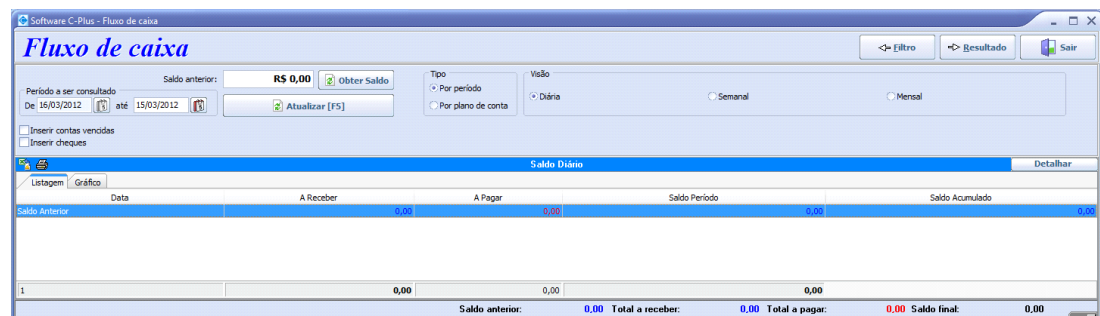 Software C-Plus - Fluxo de caixa
Fluxo de caixa
<= Filtro => Resultado Sair
Saldo anterior: R$ 0,00 Obter Saldo
Período a ser consultado
De 16/03/2012 até 15/03/2012 Atualizar [F5]
Tipo
Por período
Por plano de conta
Visão
Diária Semanal Mensal
Inserir contas vencidas
Inserir cheques
Saldo Diário Detalhar
Listagem Gráfico
Data A Receber A Pagar Saldo Período Saldo Acumulado
Saldo Anterior 0,00 0,00 0,00 0,00
1 0,00 0,00 0,00
Saldo anterior: 0,00 Total a receber: 0,00 Total a pagar: 0,00 Saldo final: 0,00